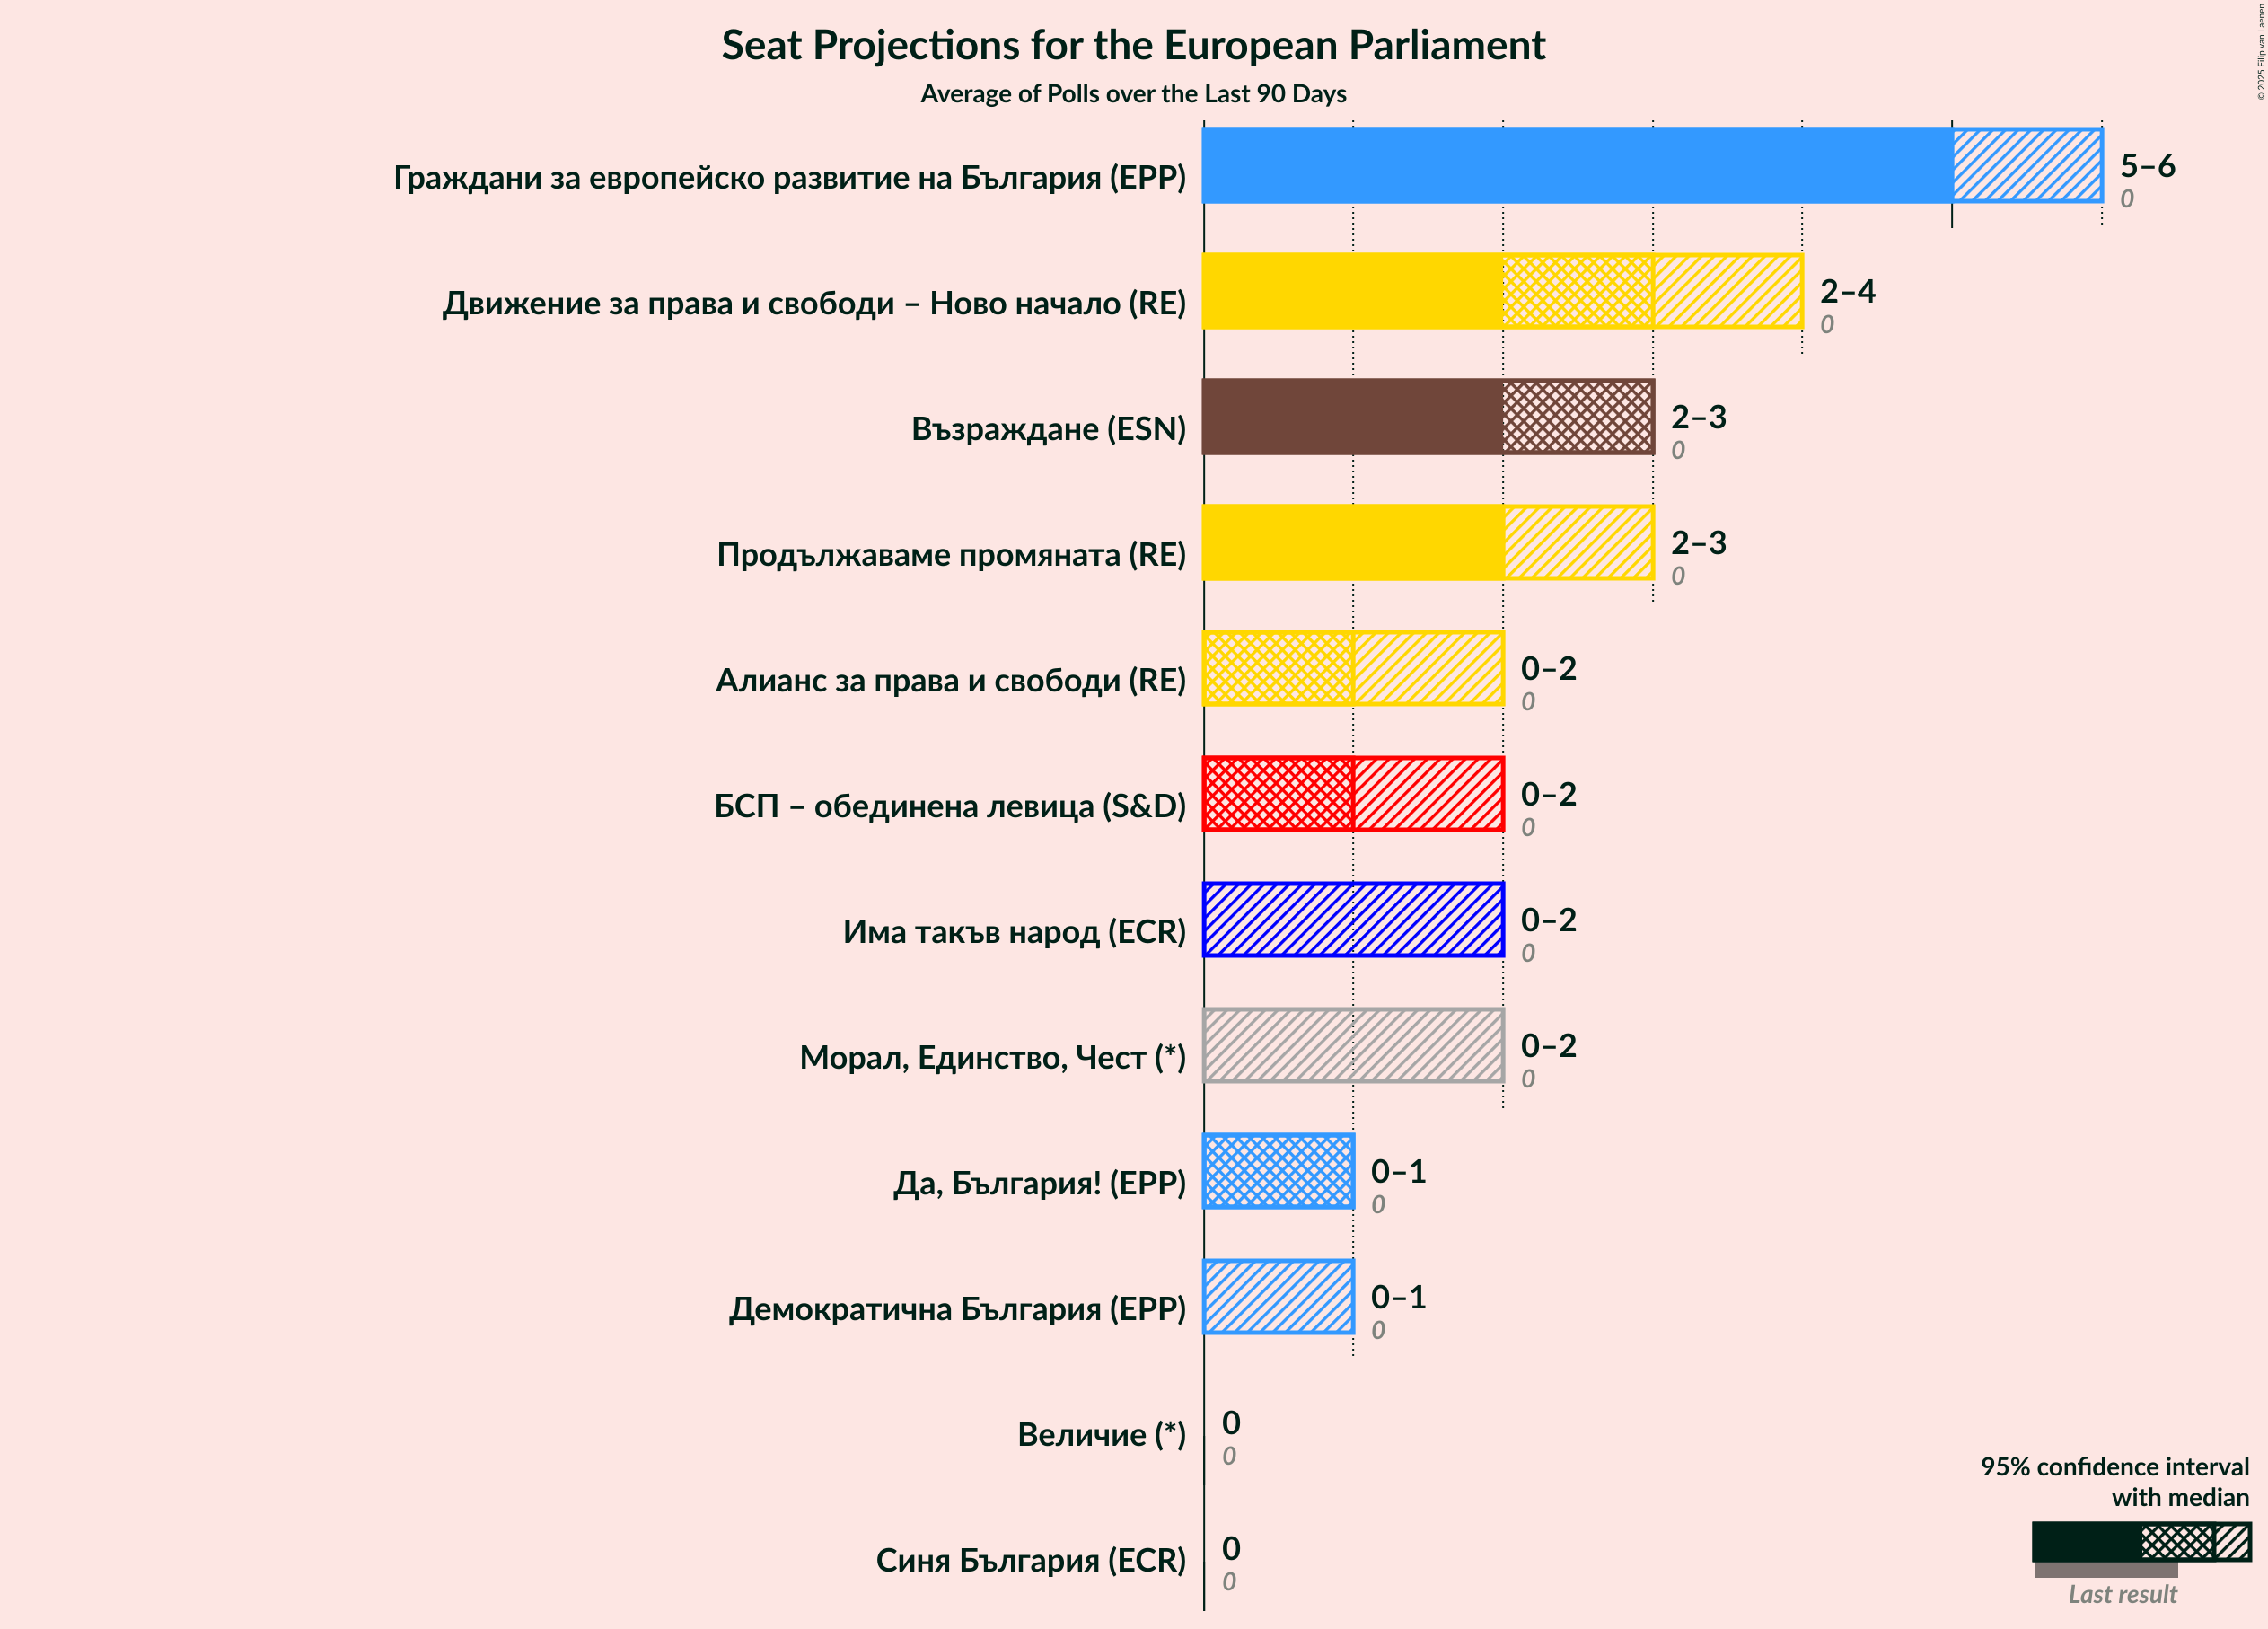 Seat Projections for the European Parliament
Average of Polls over the Last 90 Days
© 2025 Filip van Laenen
Граждани за европейско развитие на България (EPP)
5–6
0
Движение за права и свободи – Ново начало (RE)
2–4
0
Възраждане (ESN)
2–3
0
Продължаваме промяната (RE)
2–3
0
Алианс за права и свободи (RE)
0–2
0
БСП – обединена левица (S&D)
0–2
0
Има такъв народ (ECR)
0–2
0
Морал, Единство, Чест (*)
0–2
0
Да, България! (EPP)
0–1
0
Демократична България (EPP)
0–1
0
Величие (*)
0
0
Синя България (ECR)
0
0
95% confidence interval
with median
Last result